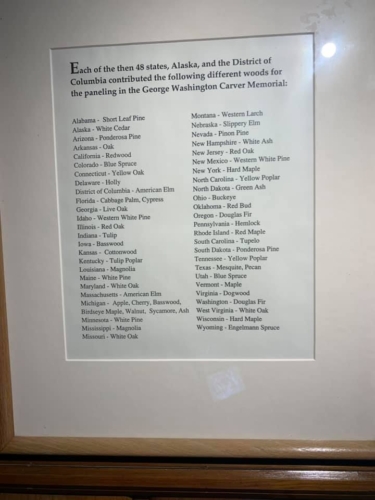 Each of the then 48 states, Alaska, and the District of
Columbia contributed the following different woods for
the paneling in the George Washington Carver Memorial:
Alabama - Short Leaf Pine
Alaska - White Cedar
Arizona - Ponderosa Pine
Arkansas - Oak
California - Redwood
Colorado - Blue Spruce
Connecticut - Yellow Oak
Delaware - Holly
District of Columbia - American Elm
Florida - Cabbage Palm, Cypress
Georgia - Live Oak
Idaho - Western White Pine
Illinois - Red Oak
Indiana - Tulip
Iowa - Basswood
Kansas - Cottonwood
Kentucky - Tulip Poplar
Louisiana - Magnolia
Maine - White Pine
Maryland - White Oak
Massachusetts - American Elm
Michigan - Apple, Cherry, Basswood,
Birdseye Maple, Walnut, Sycamore, Ash
Minnesota - White Pine
Mississippi - Magnolia
Missouri - White Oak
Montana - Western Larch
Nebraska - Slippery Elm
Nevada - Pinon Pine
New Hampshire - White Ash
New Jersey - Red Oak
New Mexico - Western White Pine
New York - Hard Maple
North Carolina - Yellow Poplar
North Dakota - Green Ash
Ohio - Buckeye
Oklahoma - Red Bud
Oregon - Douglas Fir
Pennsylvania - Hemlock
Rhode Island - Red Maple
South Carolina - Tupelo
South Dakota - Ponderosa Pine
Tennessee - Yellow Poplar
Texas - Mesquite, Pecan
Utah - Blue Spruce
Vermont - Maple
Virginia - Dogwood
Washington - Douglas Fir
West Virginia - White Oak
Wisconsin - Hard Maple
Wyoming - Engelmann Spruce